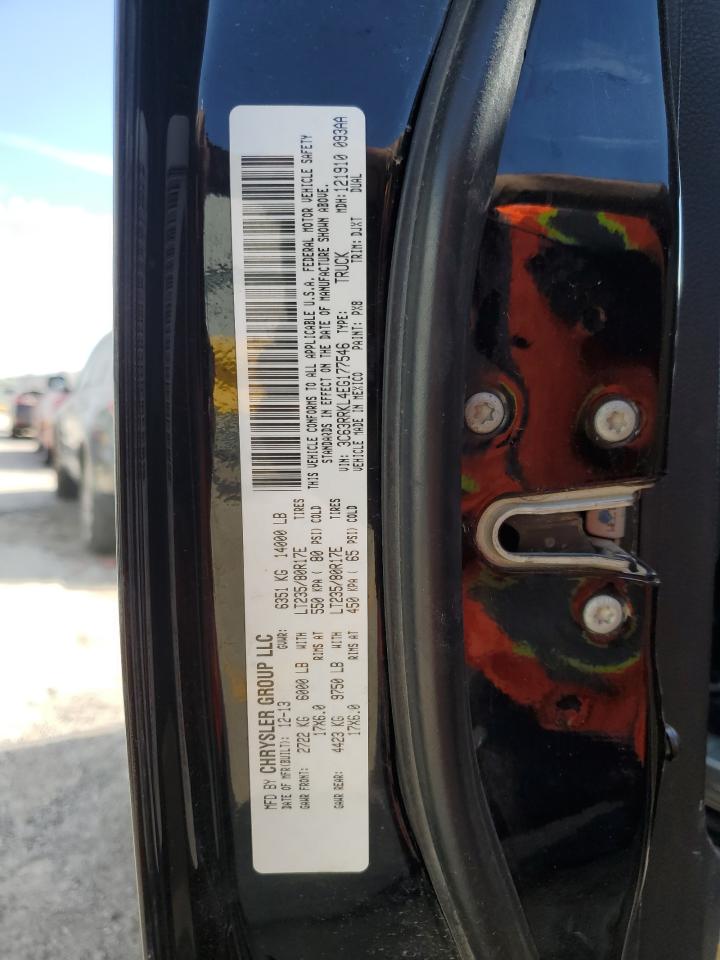 MFD BY CHRYSLER GROUP LLC
DATE OF MFR(BUILT): 12-13 GVWR: 6351 KG 14000 LB
GAWR FRONT: 2722 KG 6000 LB WITH LT235/80R17E TIRES
17X6.0 RIMS AT 550 KPA ( 80 PSI) COLD
GAWR REAR: 4423 KG 9750 LB WITH LT235/80R17E TIRES
17X6.0 RIMS AT 450 KPA ( 65 PSI) COLD
THIS VEHICLE CONFORMS TO ALL APPLICABLE U.S.A. FEDERAL MOTOR VEHICLE SAFETY
STANDARDS IN EFFECT ON THE DATE OF MANUFACTURE SHOWN ABOVE.
VIN: 3C63RRKL4EG177546 TYPE: TRUCK MDH: 121910 093AA
VEHICLE MADE IN MEXICO PAINT: PX8 TRIM: DJXT DUAL